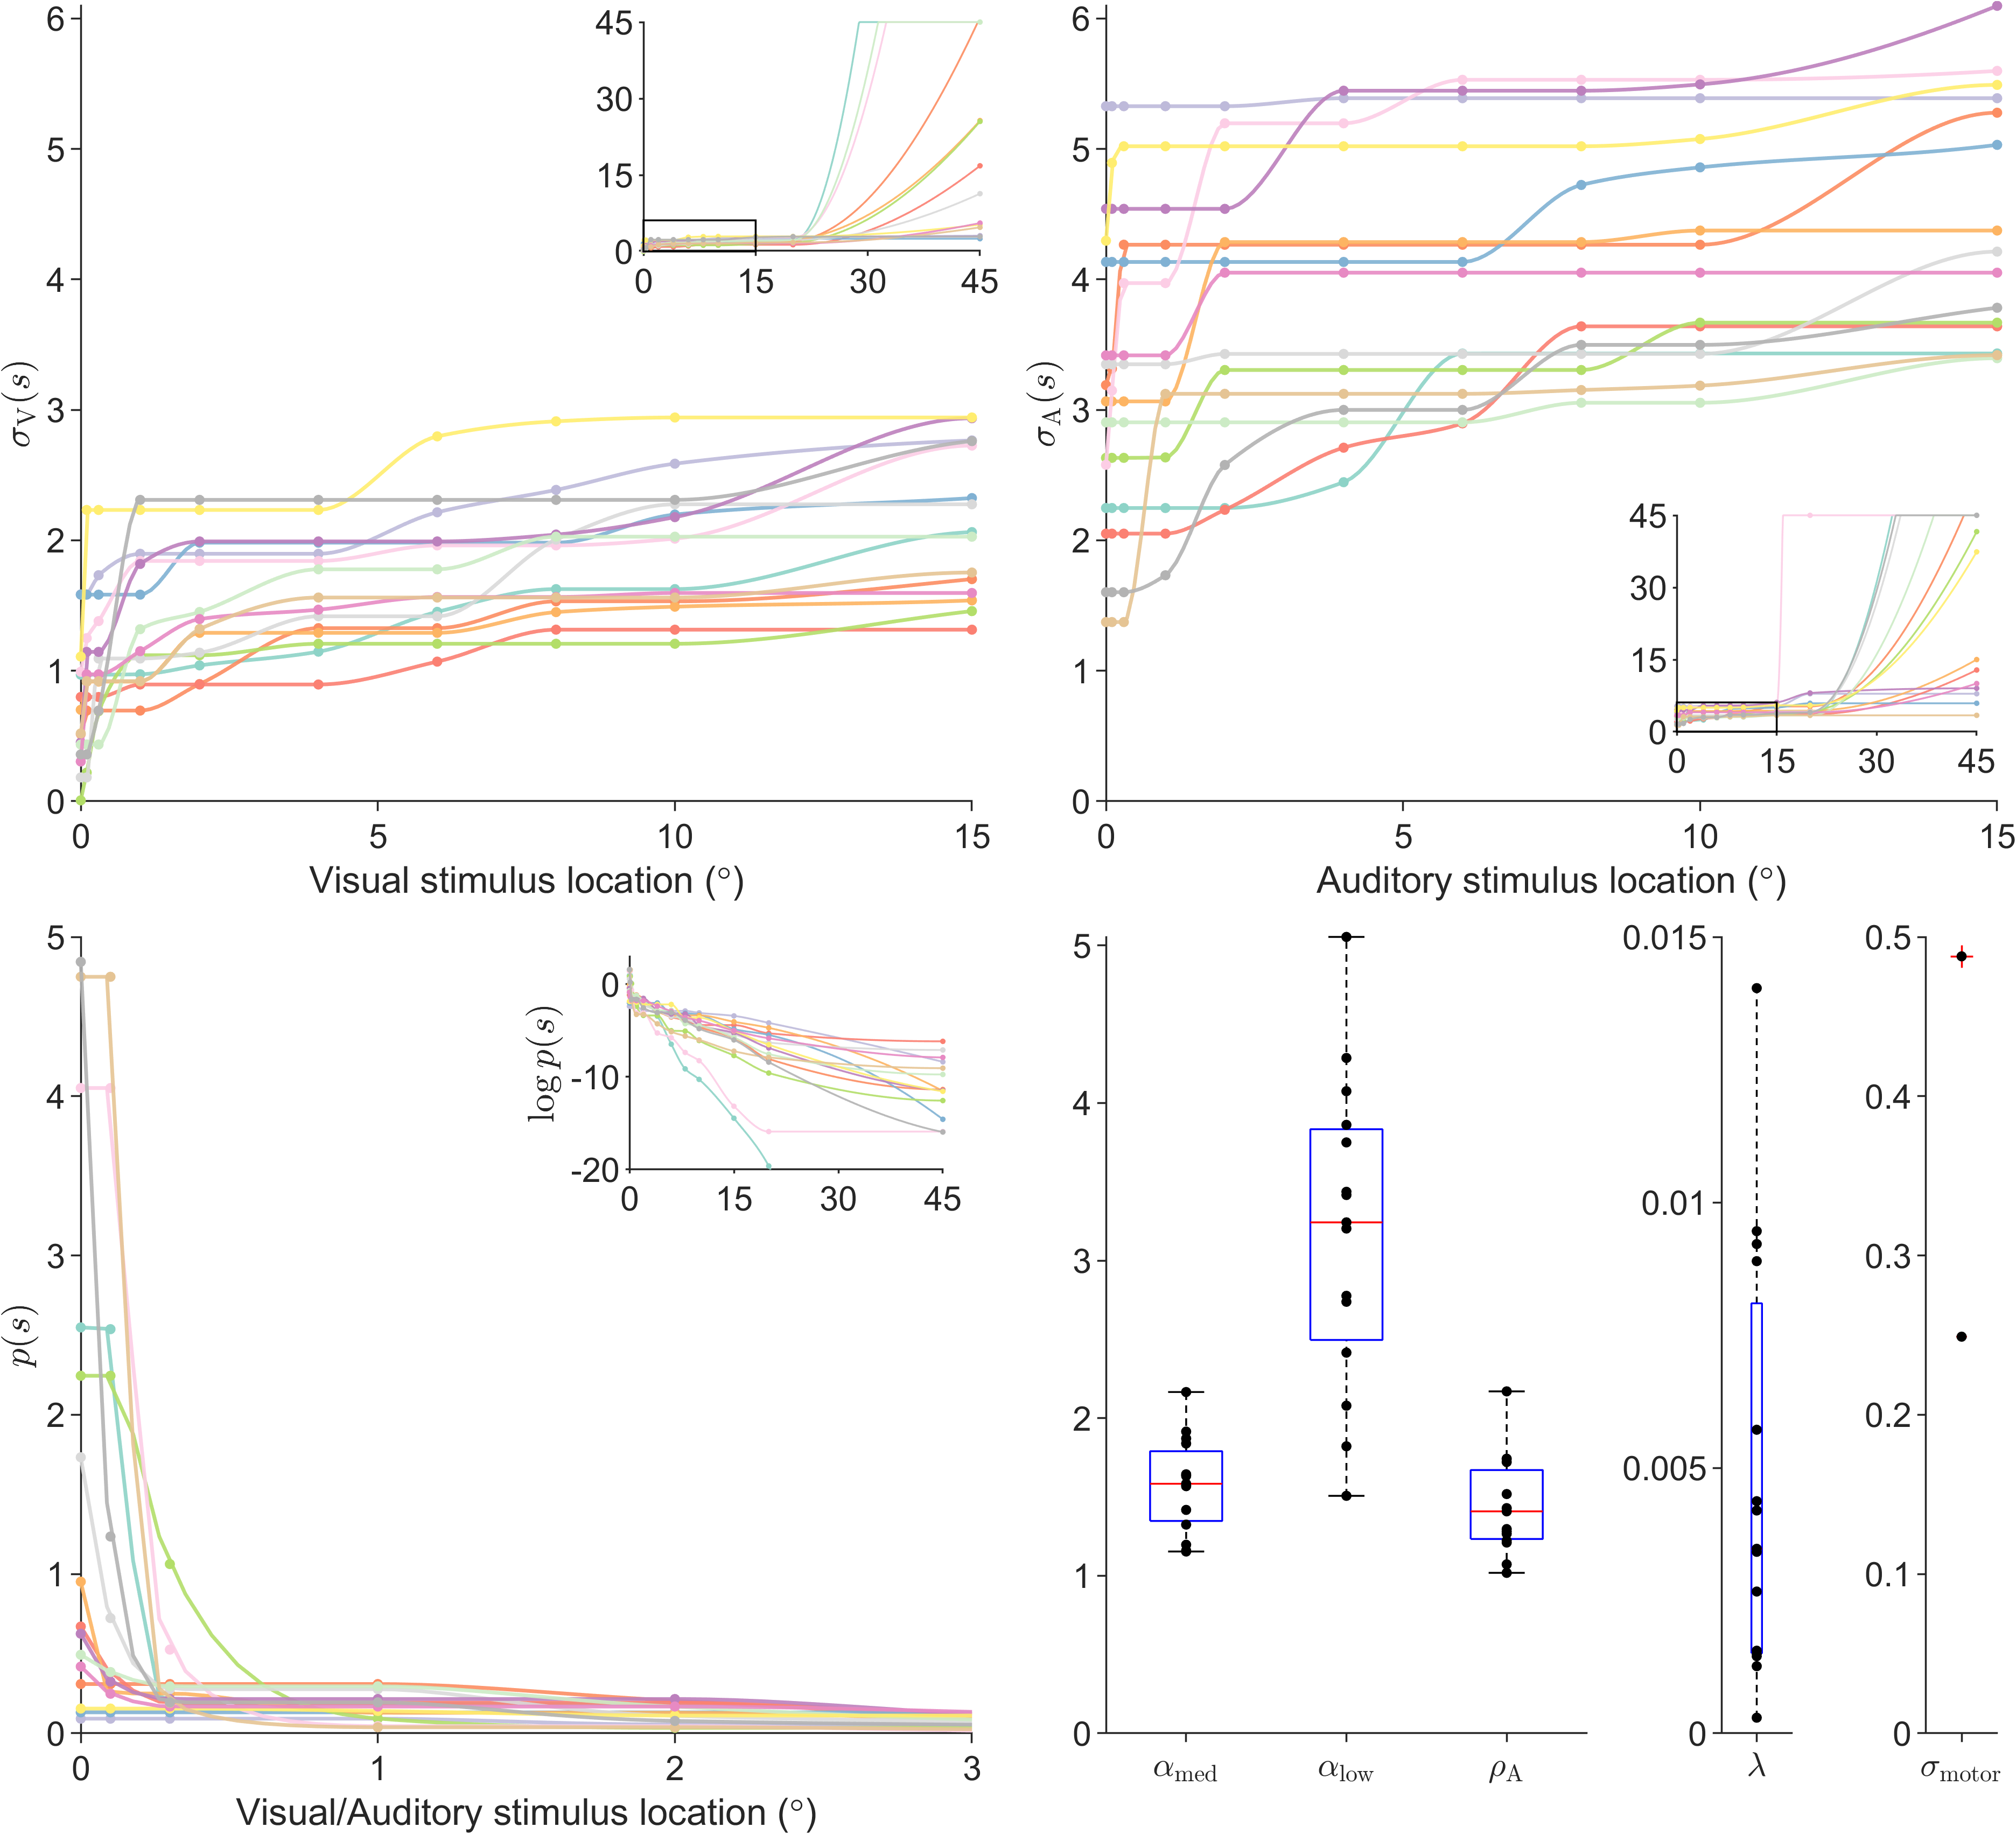 6
5
4
3
2
1
0
σV(s)
0 5 10 15
Visual stimulus location (°)
45
30
15
0
0 15 30 45
6
5
4
3
2
1
0
σA(s)
0 5 10 15
Auditory stimulus location (°)
45
30
15
0
0 15 30 45
5
4
3
2
1
0
p(s)
0 1 2 3
Visual/Auditory stimulus location (°)
0
-10
-20
log p(s)
0 15 30 45
5
4
3
2
1
0
αmed αlow ρA
0.015
0.01
0.005
0
λ
0.5
0.4
0.3
0.2
0.1
0
σmotor